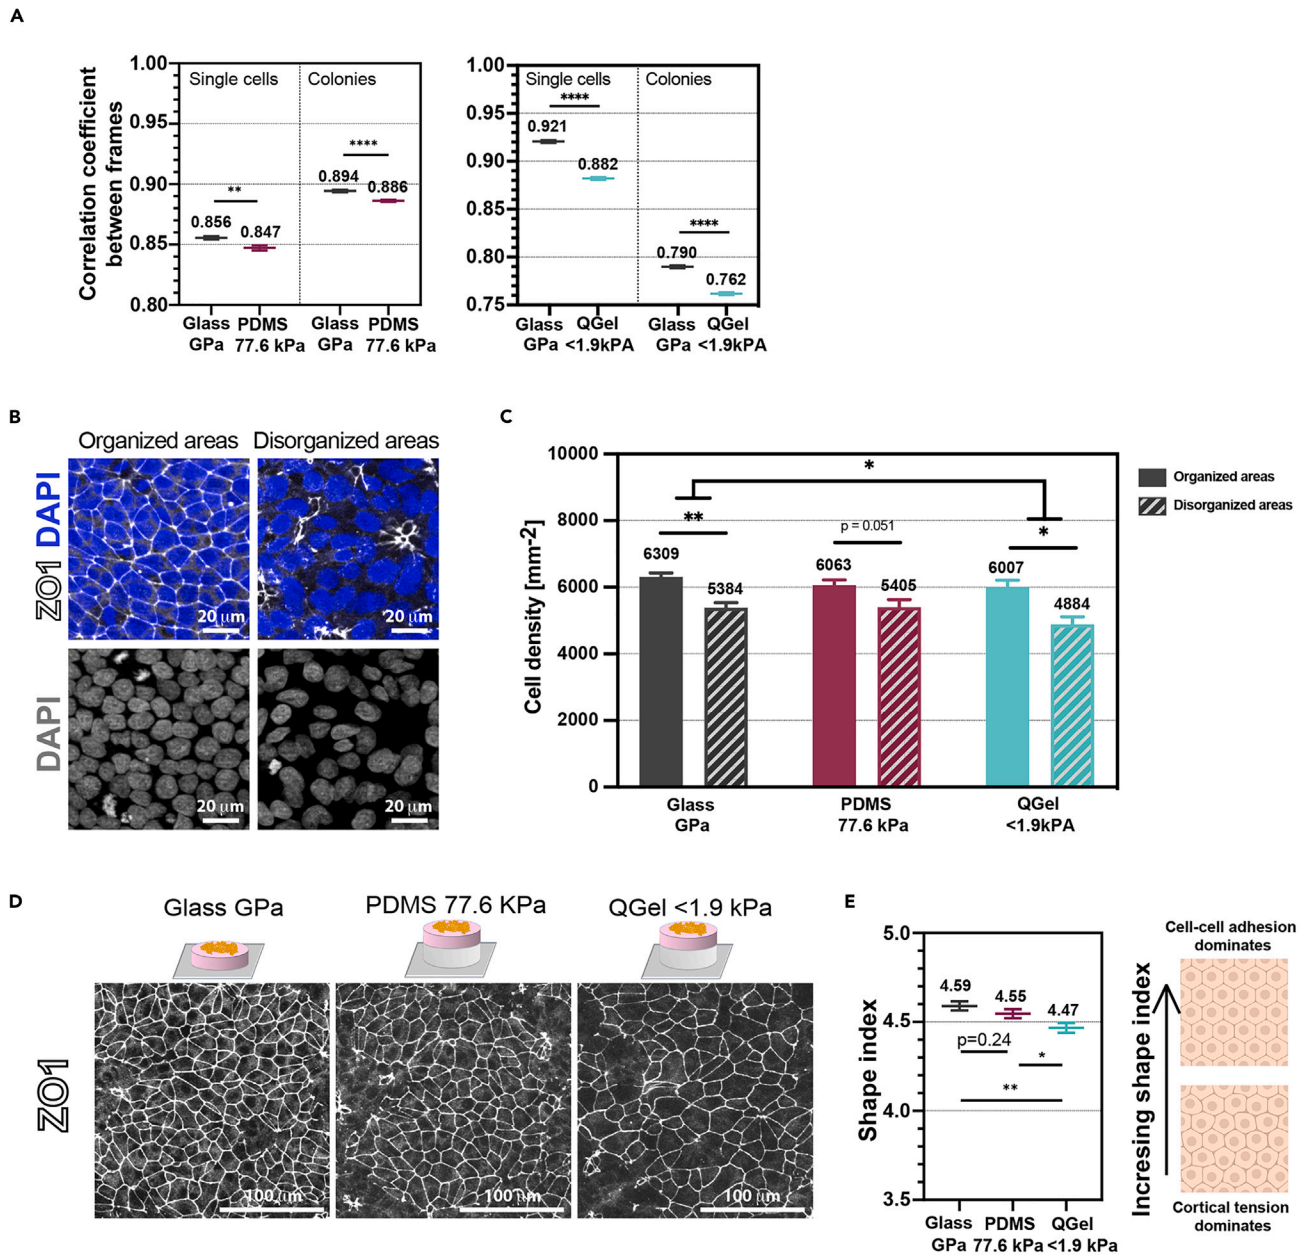 A
Correlation coefficient
between frames
1.00
0.95
0.90
0.85
0.80
Single cells
Colonies
**
0.856
0.847
****
0.894
0.886
Glass
GPa
PDMS
77.6 kPa
Glass
GPa
PDMS
77.6 kPa
1.00
0.95
0.90
0.85
0.80
0.75
Single cells
Colonies
****
0.921
0.882
****
0.790
0.762
Glass
GPa
QGel
<1.9kPA
Glass
GPa
QGel
<1.9kPA
B
Organized areas
Disorganized areas
ZO1 DAPI
20 µm
20 µm
DAPI
20 µm
20 µm
C
Cell density [mm-2]
10000
8000
6000
4000
2000
0
*
**
p = 0.051
*
6309
5384
6063
5405
6007
4884
Glass
GPa
PDMS
77.6 kPa
QGel
<1.9kPA
Organized areas
Disorganized areas
D
Glass GPa
PDMS 77.6 KPa
QGel <1.9 kPa
ZO1
100 µm
100 µm
100 µm
E
Shape index
5.0
4.5
4.0
3.5
4.59
4.55
4.47
p=0.24
*
**
Glass
GPa
PDMS
77.6 kPa
QGel
<1.9 kPa
Incresing shape index
Cell-cell adhesion
dominates
Cortical tension
dominates